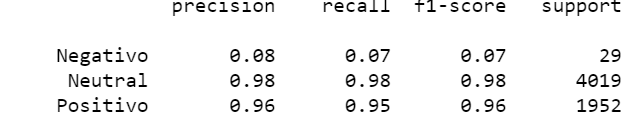 precision recall f1-score support
Negativo 0.08 0.07 0.07 29
Neutral 0.98 0.98 0.98 4019
Positivo 0.96 0.95 0.96 1952